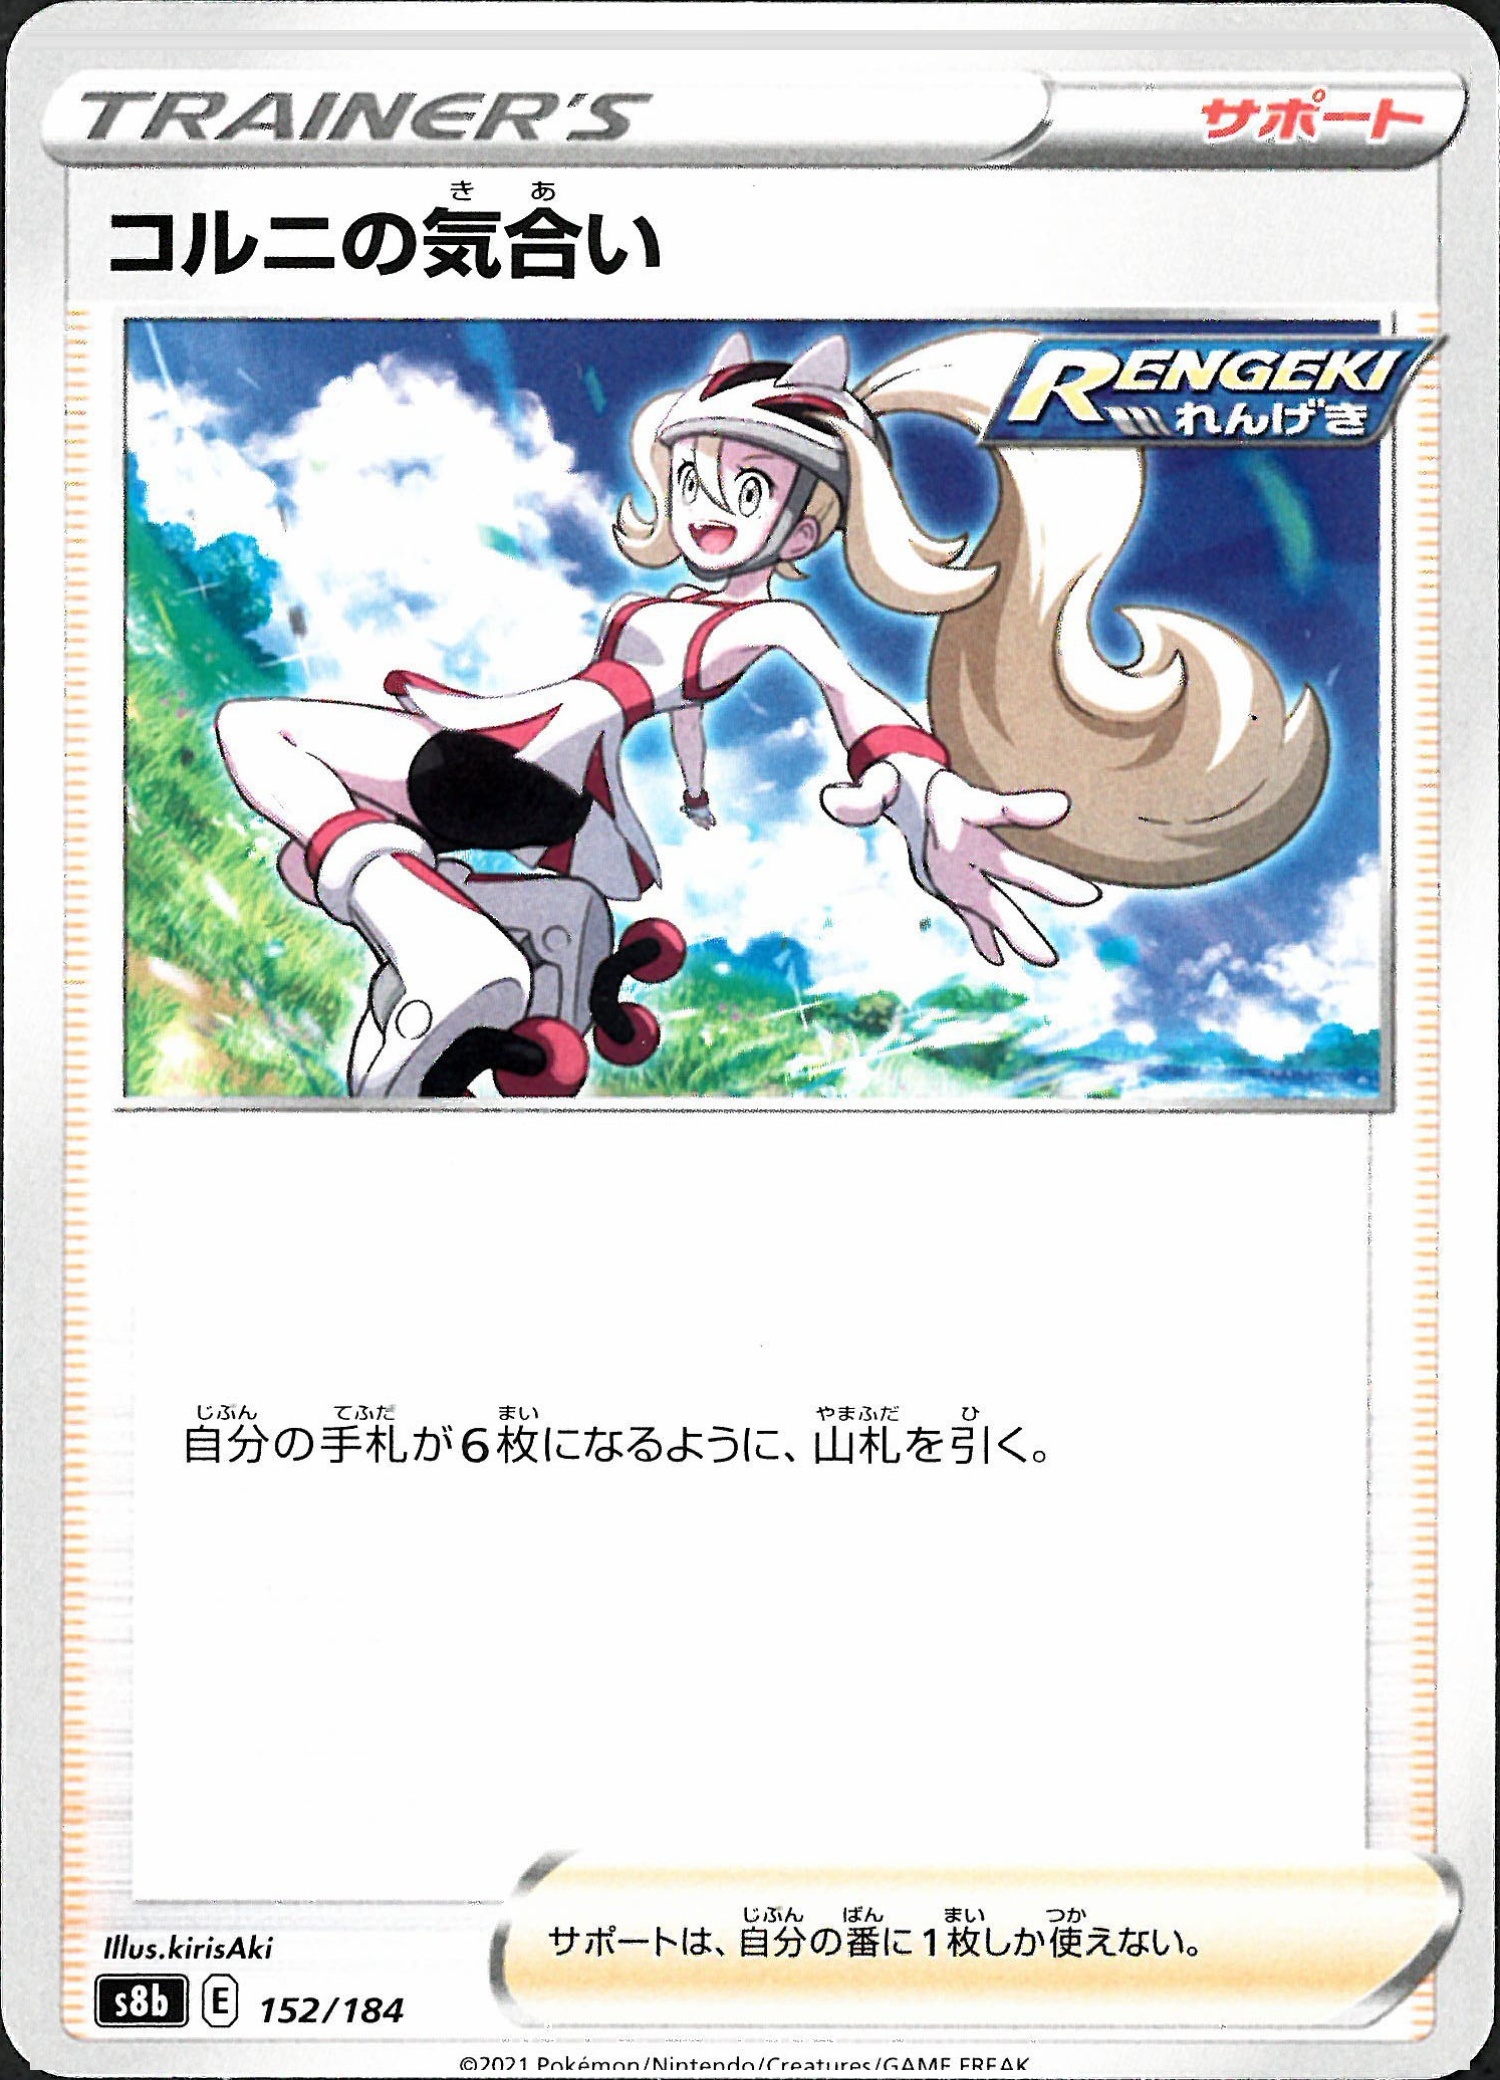 TRAINER'S
サポート
き あ
コルニの気合い
RENGEKI
れんげき
じぶん てふだ まい やまふだ ひ
自分の手札が6枚になるように、山札を引く。
じぶん ばん まい つか
サポートは、自分の番に1枚しか使えない。
Illus.kirisAki
s8b E 152/184
©2021 Pokémon/Nintendo/Creatures/GAME FREAK